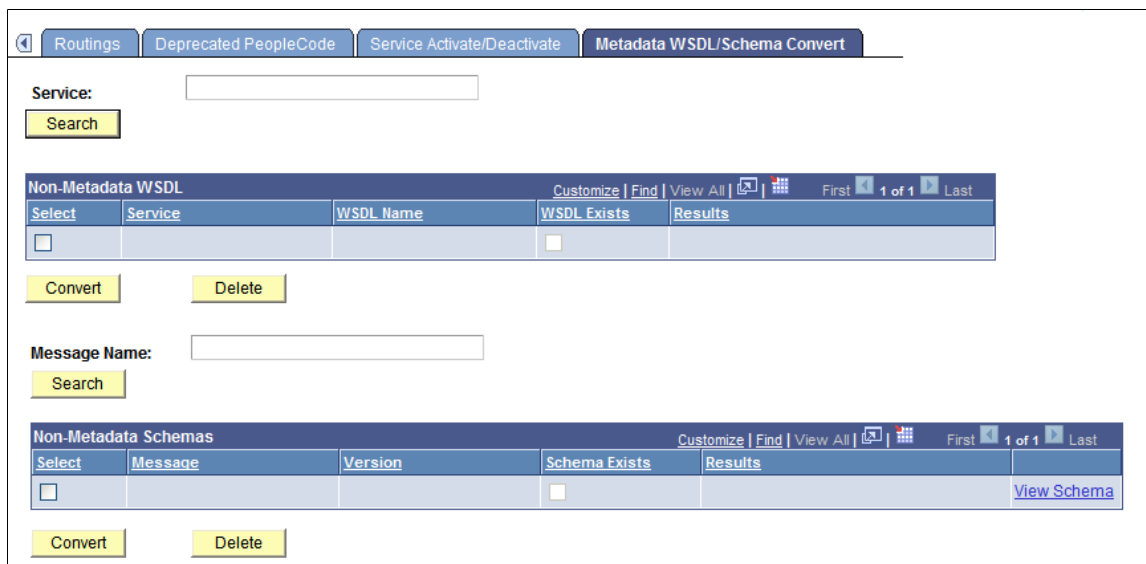 Routings Deprecated PeopleCode Service Activate/Deactivate Metadata WSDL/Schema Convert
Service:
Search
Non-Metadata WSDL Customize | Find | View All | | First 1 of 1 Last
Select Service WSDL Name WSDL Exists Results
Convert Delete
Message Name:
Search
Non-Metadata Schemas Customize | Find | View All | | First 1 of 1 Last
Select Message Version Schema Exists Results
View Schema
Convert Delete